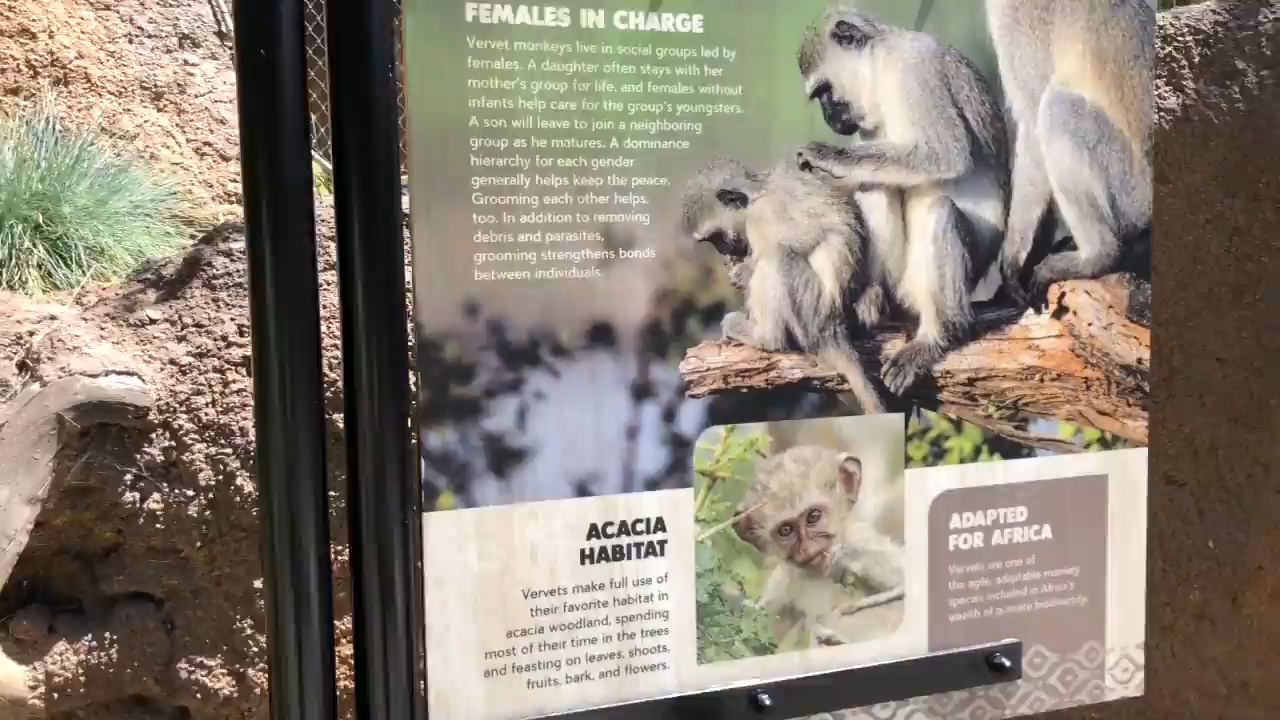 FEMALES IN CHARGE
Vervet monkeys live in social groups led by
females. A daughter often stays with her
mother's group for life, and females without
infants help care for the group's youngsters.
A son will leave to join a neighboring
group as he matures. A dominance
hierarchy for each gender
generally helps keep the peace.
Grooming each other helps,
too. In addition to removing
debris and parasites,
grooming strengthens bonds
between individuals.
ACACIA
HABITAT
Vervets make full use of
their favorite habitat in
acacia woodland, spending
most of their time in the trees
and feasting on leaves, shoots,
fruits, bark, and flowers.
ADAPTED
FOR AFRICA
Vervets are one of
the agile, adaptable monkey
species included in Africa's
wealth of primate biodiversity.